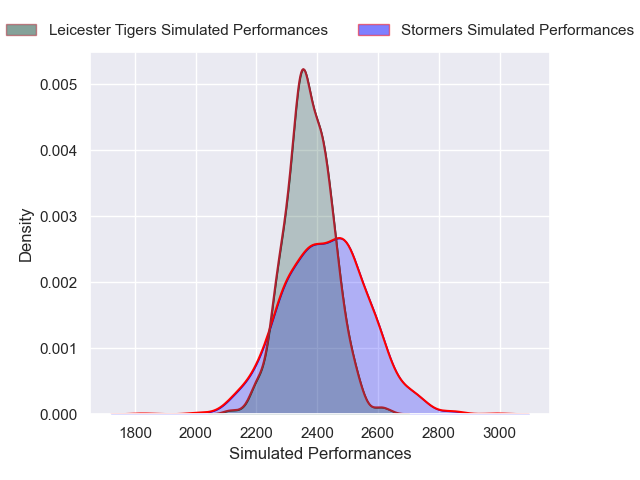 Leicester Tigers Simulated Performances
Stormers Simulated Performances
Density
0.005
0.004
0.003
0.002
0.001
0.000
1800 2000 2200 2400 2600 2800 3000
Simulated Performances